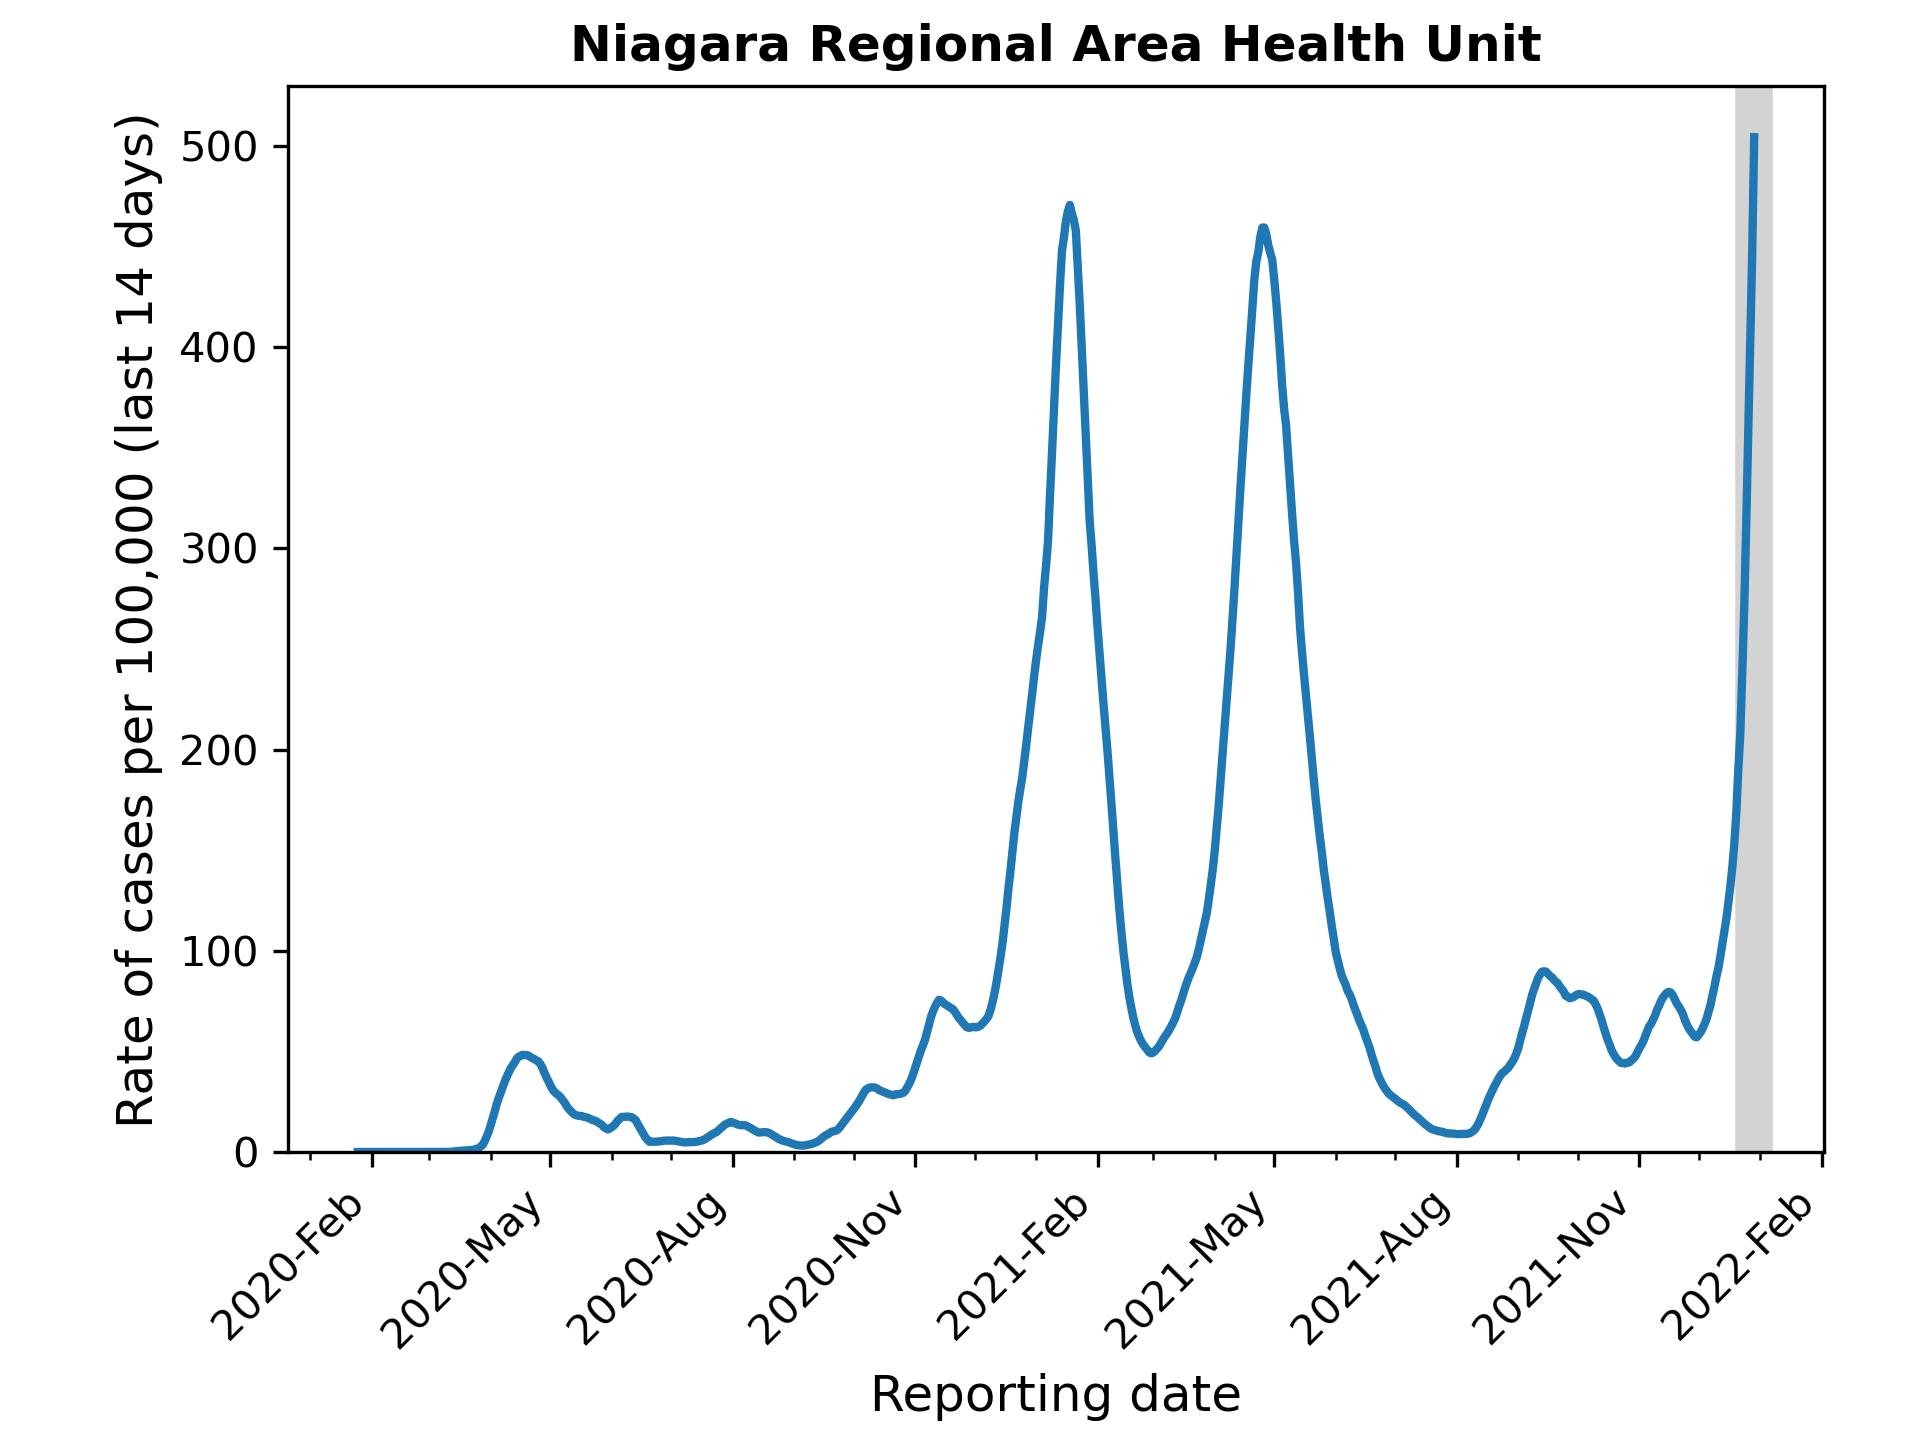 Niagara Regional Area Health Unit
Rate of cases per 100,000 (last 14 days)
500
400
300
200
100
0
2020-Feb
2020-May
2020-Aug
2020-Nov
2021-Feb
2021-May
2021-Aug
2021-Nov
2022-Feb
Reporting date